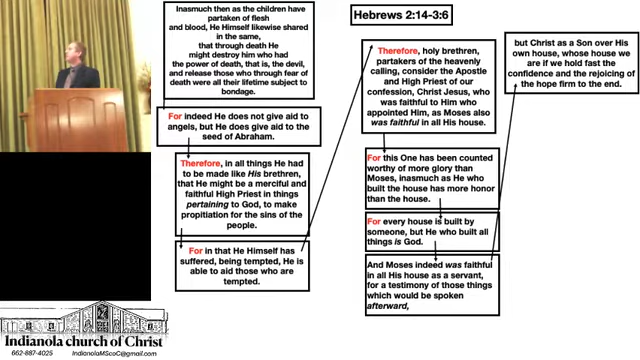 Hebrews 2:14-3:6
Inasmuch as the children have
partaken of flesh
and blood, He Himself likewise shared
in the same,
that through death He
might destroy him who had
the power of death, that is, the devil,
and release those who through fear of
death were all their lifetime subject to
bondage.
For indeed He does not give aid to
angels, but He does give aid to the
seed of Abraham.
Therefore, in all things He had
to be made like His brethren,
that He might be a merciful and
faithful High Priest in things
pertaining to God, to make
propitiation for the sins of the
people.
For in that He Himself has
suffered, being tempted, He is
able to aid those who are
tempted.
Therefore, holy brethren,
partakers of the heavenly
calling, consider the Apostle
and High Priest of our
confession, Christ Jesus, who
was faithful to Him who
appointed Him, as Moses also
was faithful in all His house.
For this One has been counted
worthy of more glory than
Moses, inasmuch as He who
built the house has more honor
than the house.
For every house is built by
someone, but He who built all
things is God.
And Moses indeed was faithful
in all His house as a servant,
for a testimony of those things
which would be spoken
afterward,
but Christ as a Son over His
own house, whose house we
are if we hold fast the
confidence and the rejoicing of
the hope firm to the end.
Indianola church of Christ
662-887-4025 IndianolaMScoC@gmail.com